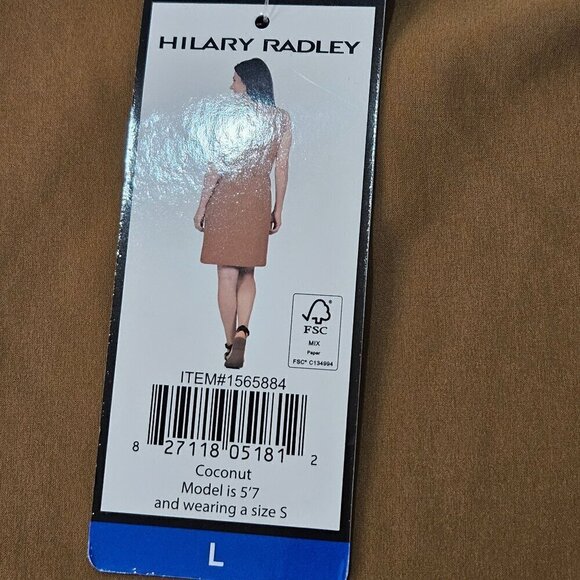 HILARY RADLEY
FSC
MIX
Paper
FSC® C134994
ITEM#1565884
8 27118 05181 2
Coconut
Model is 5'7
and wearing a size S
L